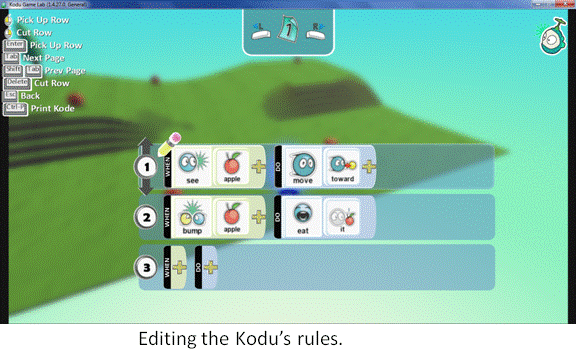 Kodu Game Lab (1.4.27.0, General)
Pick Up Row
Cut Row
Enter Pick Up Row
Tab Next Page
Shift Tab Prev Page
Delete Cut Row
Esc Back
Ctrl-P Print Kode
1
1 WHEN see apple DO move toward
2 WHEN bump apple DO eat it
3 WHEN DO
Editing the Kodu's rules.